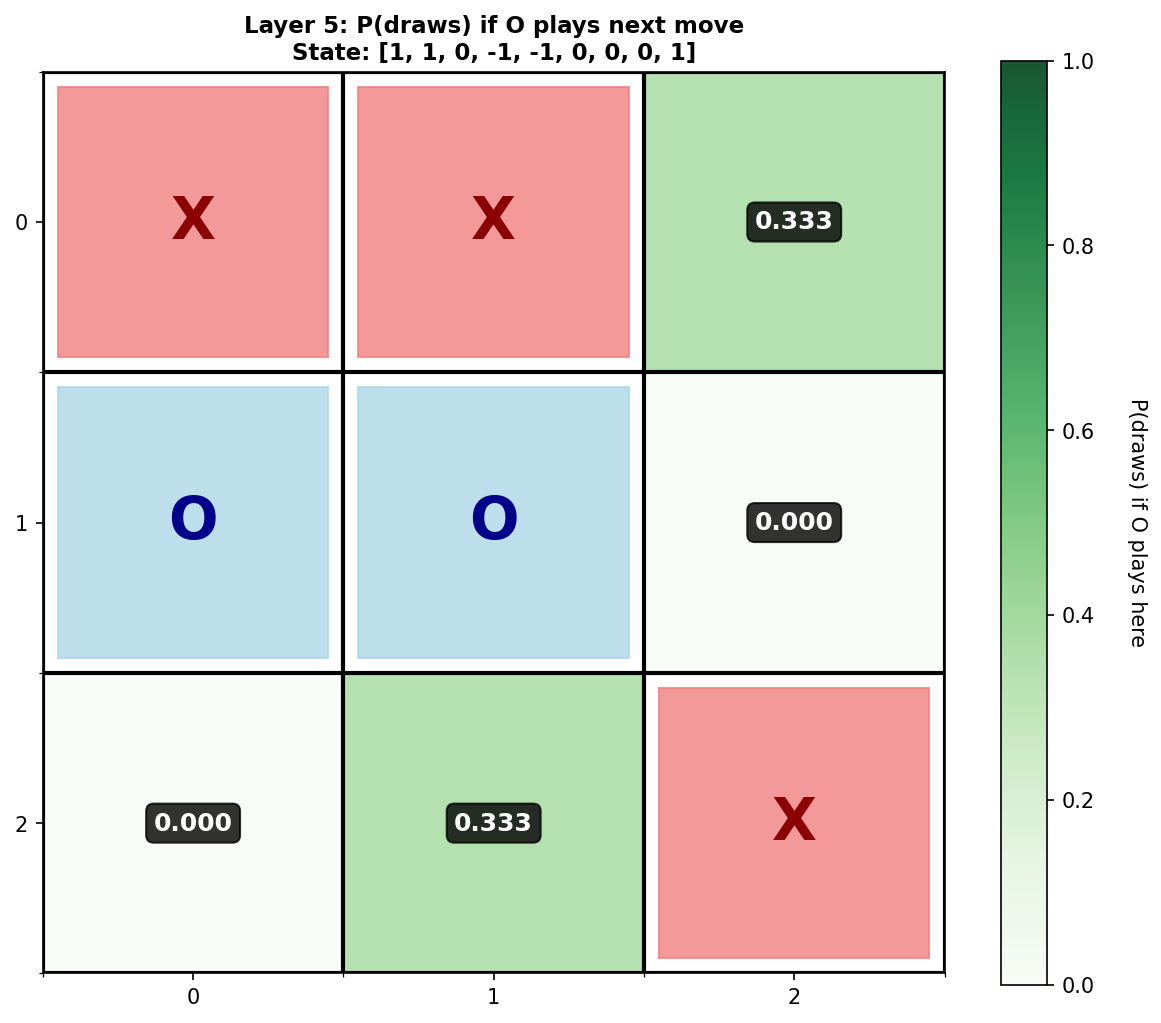 Layer 5: P(draws) if O plays next move
State: [1, 1, 0, -1, -1, 0, 0, 0, 1]
0
X
X
0.333
1
O
O
0.000
2
0.000
0.333
X
0
1
2
1.0
0.8
0.6
0.4
0.2
0.0
P(draws) if O plays here